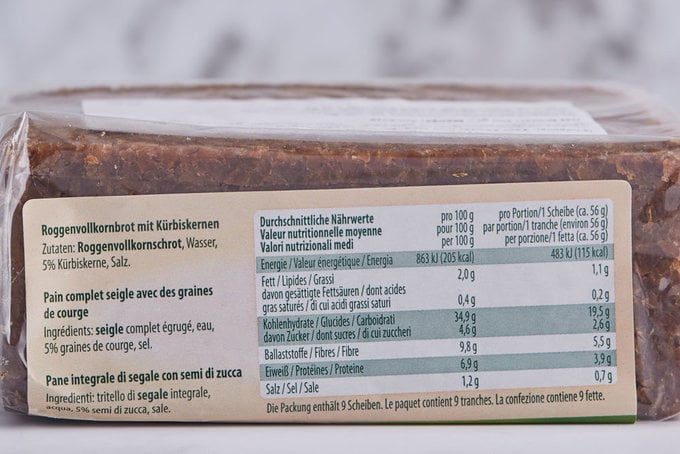 Roggenvollkornbrot mit Kürbiskernen
Zutaten: Roggenvollkornschrot, Wasser,
5% Kürbiskerne, Salz.
Pain complet seigle avec des graines
de courge
Ingrédients: seigle complet égrugé, eau,
5% graines de courge, sel.
Pane integrale di segale con semi di zucca
Ingredienti: tritello di segale integrale,
acqua, 5% semi di zucca, sale.
Durchschnittliche Nährwerte pro 100 g pro Portion/1 Scheibe (ca. 56 g)
Valeur nutritionnelle moyenne pour 100 g par portion/1 tranche (environ 56 g)
Valori nutrizionali medi per 100 g per porzione/1 fetta (ca. 56 g)
Energie / Valeur énergétique / Energia 863 kJ (205 kcal) 483 kJ (115 kcal)
Fett / Lipides / Grassi 2,0 g 1,1 g
davon gesättigte Fettsäuren / dont acides
gras saturés / di cui acidi grassi saturi 0,4 g 0,2 g
Kohlenhydrate / Glucides / Carboidrati 34,9 g 19,5 g
davon Zucker / dont sucres / di cui zuccheri 4,6 g 2,6 g
Ballaststoffe / Fibres / Fibre 9,8 g 5,5 g
Eiweiß / Protéines / Proteine 6,9 g 3,9 g
Salz / Sel / Sale 1,2 g 0,7 g
Die Packung enthält 9 Scheiben. Le paquet contient 9 tranches. La confezione contiene 9 fette.